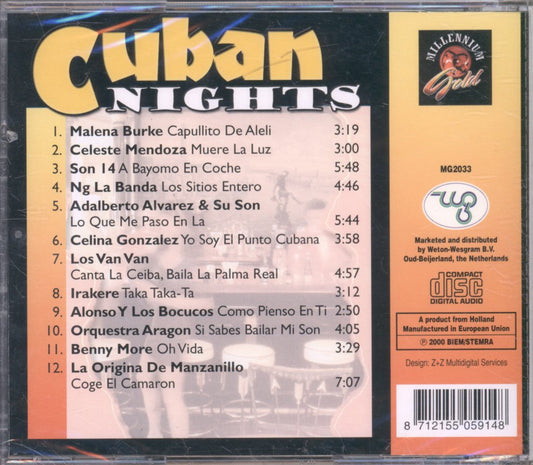 Cuban
NIGHTS
1. Malena Burke Capullito De Aleli 3:19
2. Celeste Mendoza Muere La Luz 3:00
3. Son 14 A Bayomo En Coche 5:48
4. Ng La Banda Los Sitios Entero 4:46
5. Adalberto Alvarez & Su Son
Lo Que Me Paso En La 5:44
6. Celina Gonzalez Yo Soy El Punto Cubana 3:58
7. Los Van Van
Canta La Ceiba, Baila La Palma Real 4:57
8. Irakere Taka Taka-Ta 3:12
9. Alonso Y Los Bocucos Como Pienso En Ti 2:50
10. Orquestra Aragon Si Sabes Bailar Mi Son 4:05
11. Benny More Oh Vida 3:29
12. La Origina De Manzanillo
Coge El Camaron 7:07
MILLENNIUM
Gold
MG2033
wg
Marketed and distributed
by Weton-Wesgram B.V.
Oud-Beijerland, the Netherlands
COMPACT
disc
DIGITAL AUDIO
A product from Holland
Manufactured in European Union
℗ 2000 BIEM/STEMRA
Design: Z+Z Multidigital Services
8 712155 059148